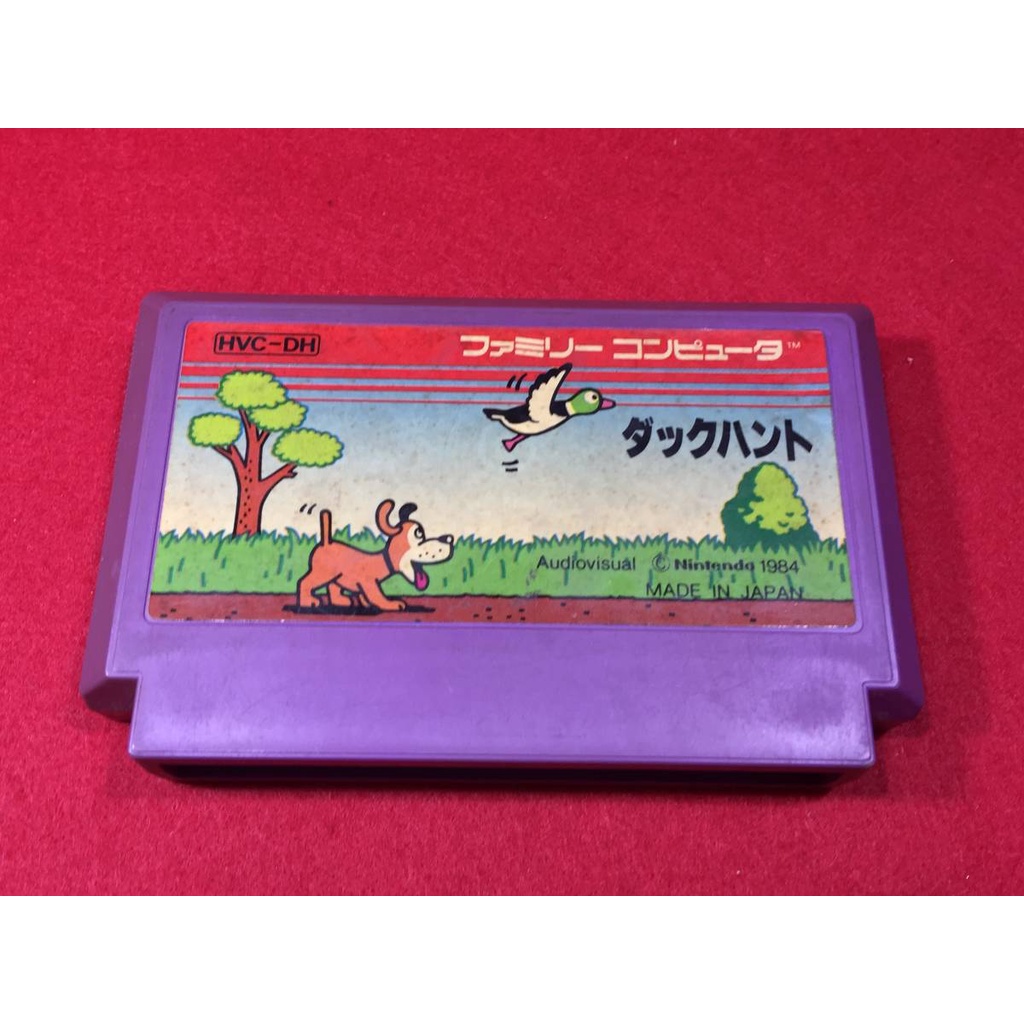 HVC-DH
ファミリー コンピュータ™
ダックハント
Audiovisual © Nintendo 1984
MADE IN JAPAN